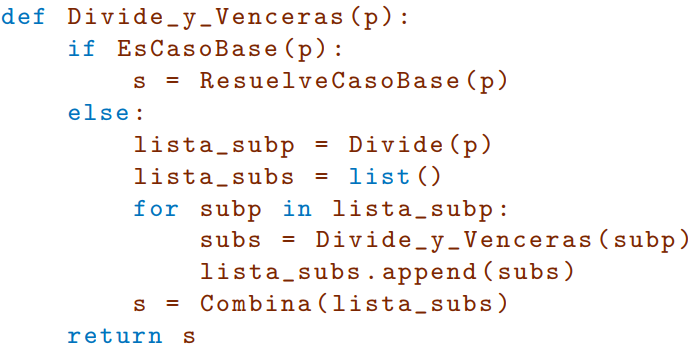 def Divide_y_Venceras(p):
    if EsCasoBase(p):
        s = ResuelveCasoBase(p)
    else:
        lista_subp = Divide(p)
        lista_subs = list()
        for subp in lista_subp:
            subs = Divide_y_Venceras(subp)
            lista_subs.append(subs)
        s = Combina(lista_subs)
    return s